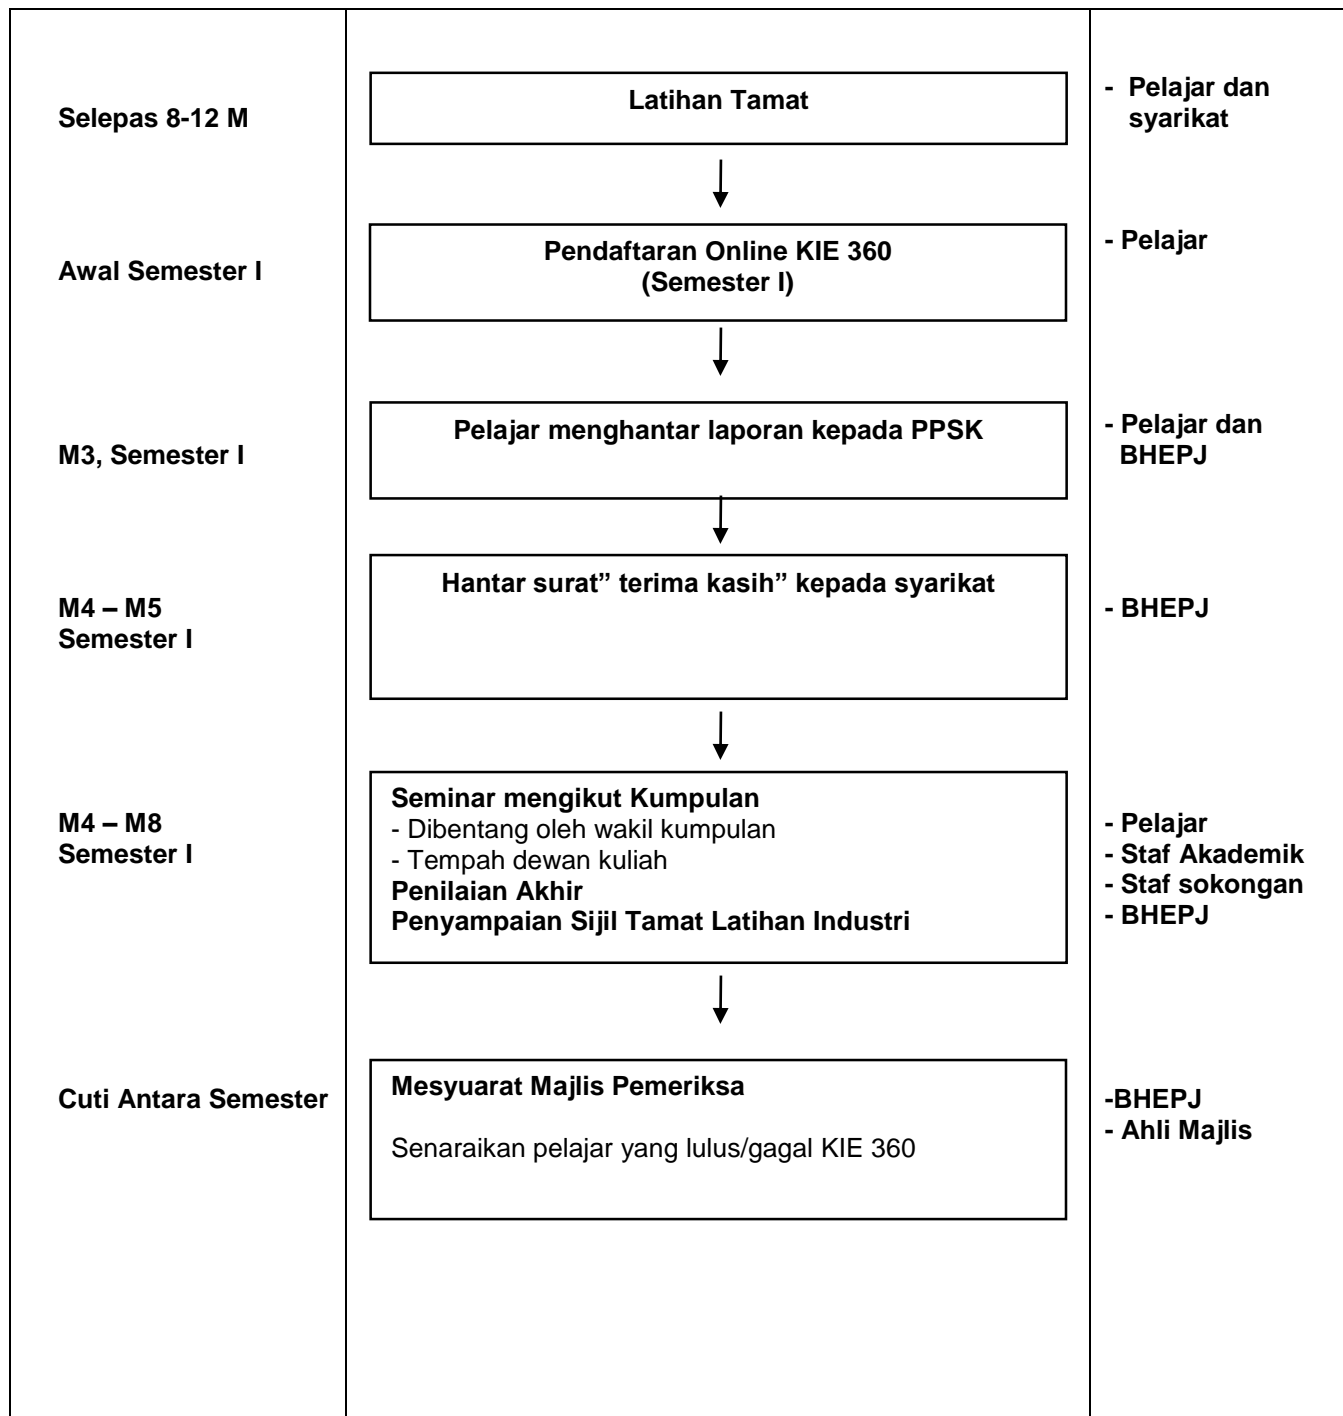 Selepas 8-12 M
Latihan Tamat
- Pelajar dan
syarikat
Awal Semester I
Pendaftaran Online KIE 360
(Semester I)
- Pelajar
M3, Semester I
Pelajar menghantar laporan kepada PPSK
- Pelajar dan
BHEPJ
M4 – M5
Semester I
Hantar surat” terima kasih” kepada syarikat
- BHEPJ
M4 – M8
Semester I
Seminar mengikut Kumpulan
- Dibentang oleh wakil kumpulan
- Tempah dewan kuliah
Penilaian Akhir
Penyampaian Sijil Tamat Latihan Industri
- Pelajar
- Staf Akademik
- Staf sokongan
- BHEPJ
Cuti Antara Semester
Mesyuarat Majlis Pemeriksa
Senaraikan pelajar yang lulus/gagal KIE 360
-BHEPJ
- Ahli Majlis